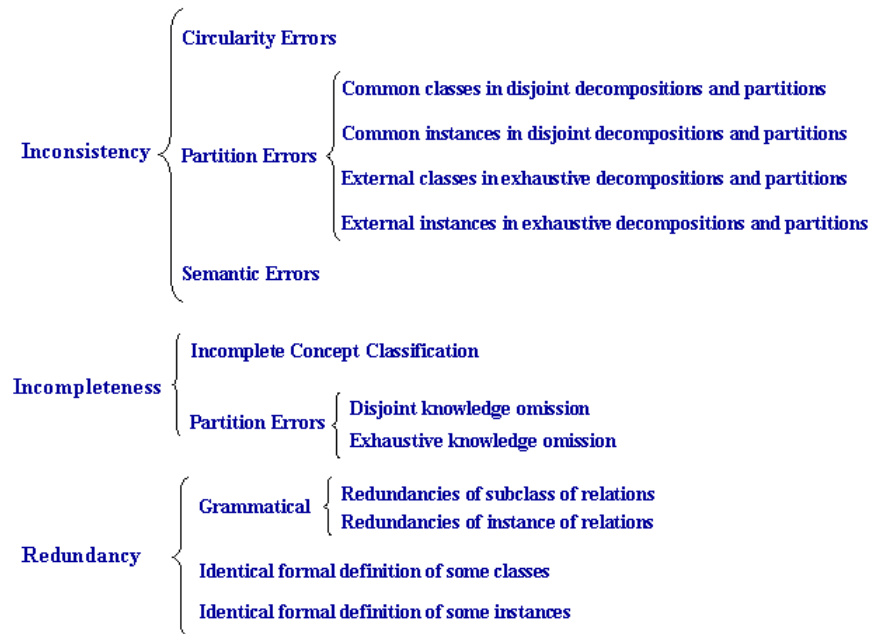 Inconsistency
Circularity Errors
Partition Errors
Common classes in disjoint decompositions and partitions
Common instances in disjoint decompositions and partitions
External classes in exhaustive decompositions and partitions
External instances in exhaustive decompositions and partitions
Semantic Errors
Incompleteness
Incomplete Concept Classification
Partition Errors
Disjoint knowledge omission
Exhaustive knowledge omission
Redundancy
Grammatical
Redundancies of subclass of relations
Redundancies of instance of relations
Identical formal definition of some classes
Identical formal definition of some instances